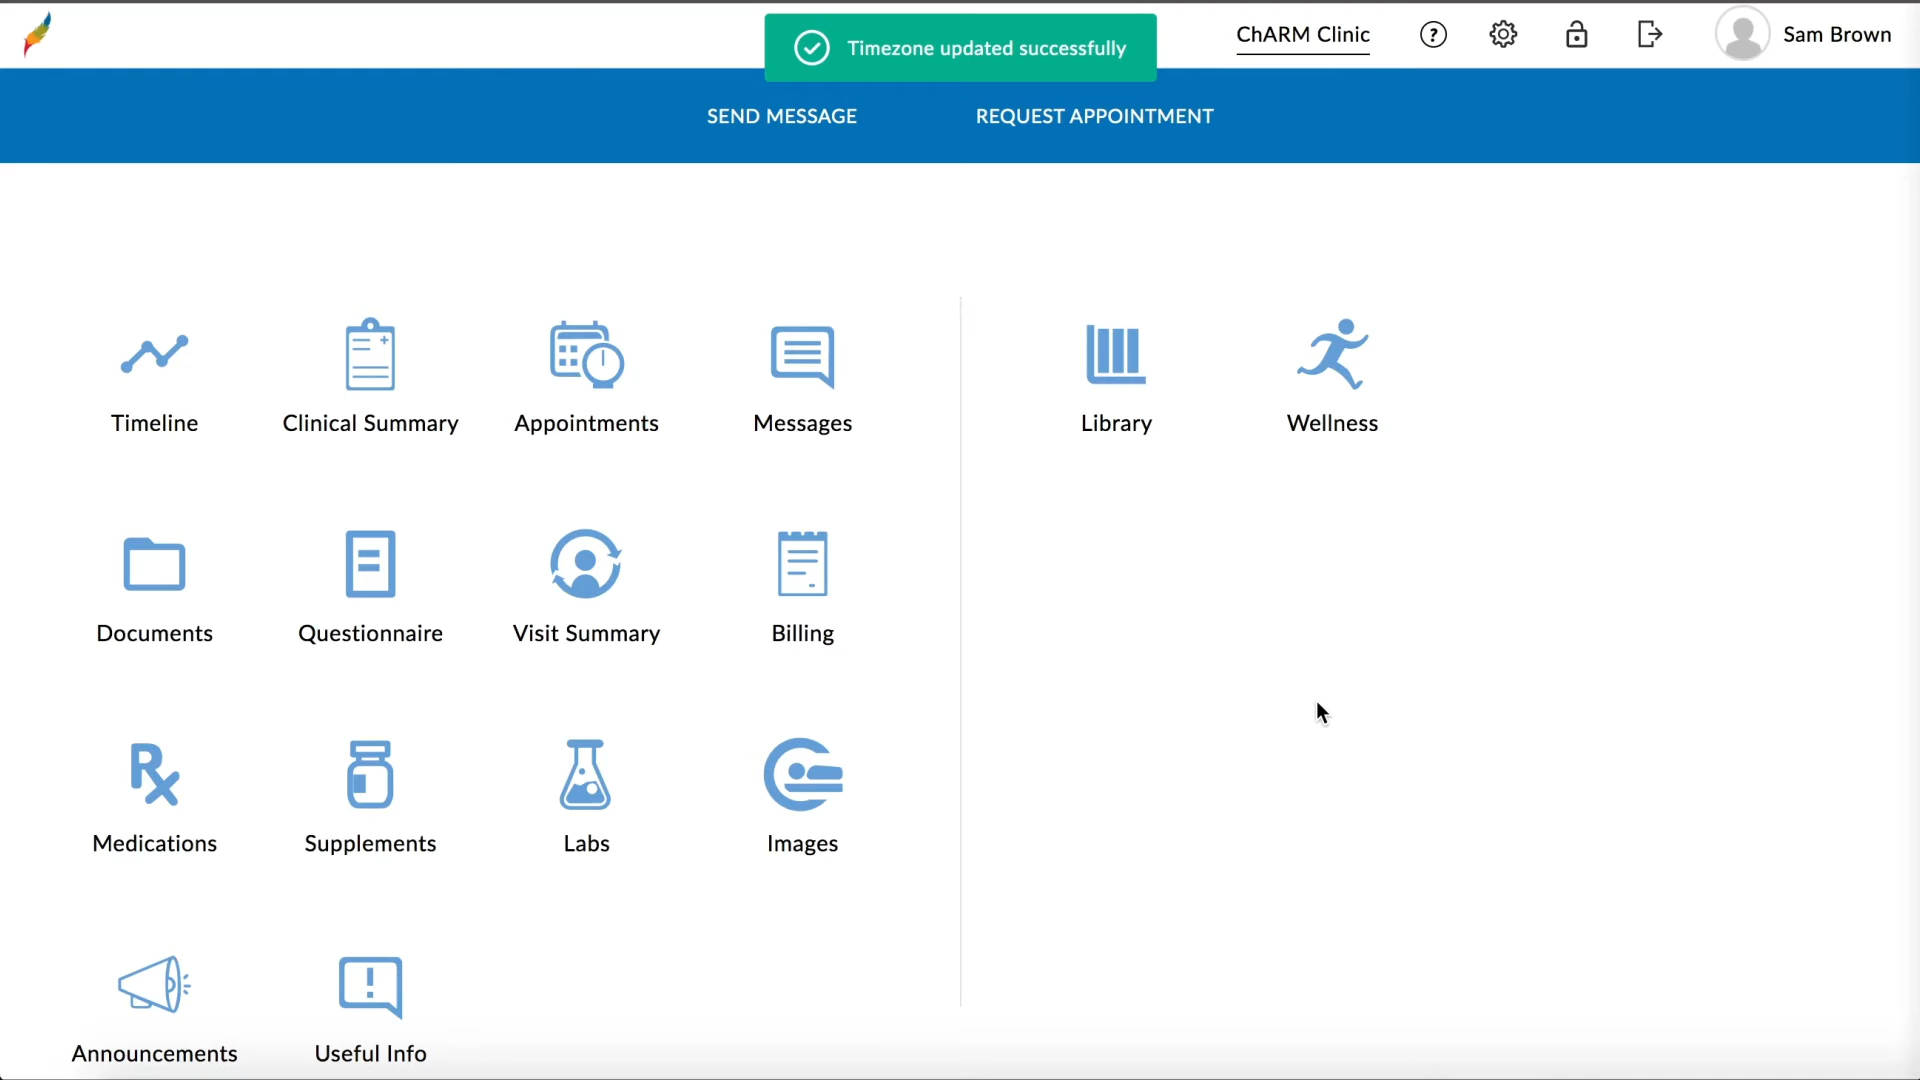 Timezone updated successfully
ChARM Clinic
Sam Brown
SEND MESSAGE
REQUEST APPOINTMENT
Timeline
Clinical Summary
Appointments
Messages
Library
Wellness
Documents
Questionnaire
Visit Summary
Billing
Rx
Medications
Supplements
Labs
Images
Announcements
Useful Info